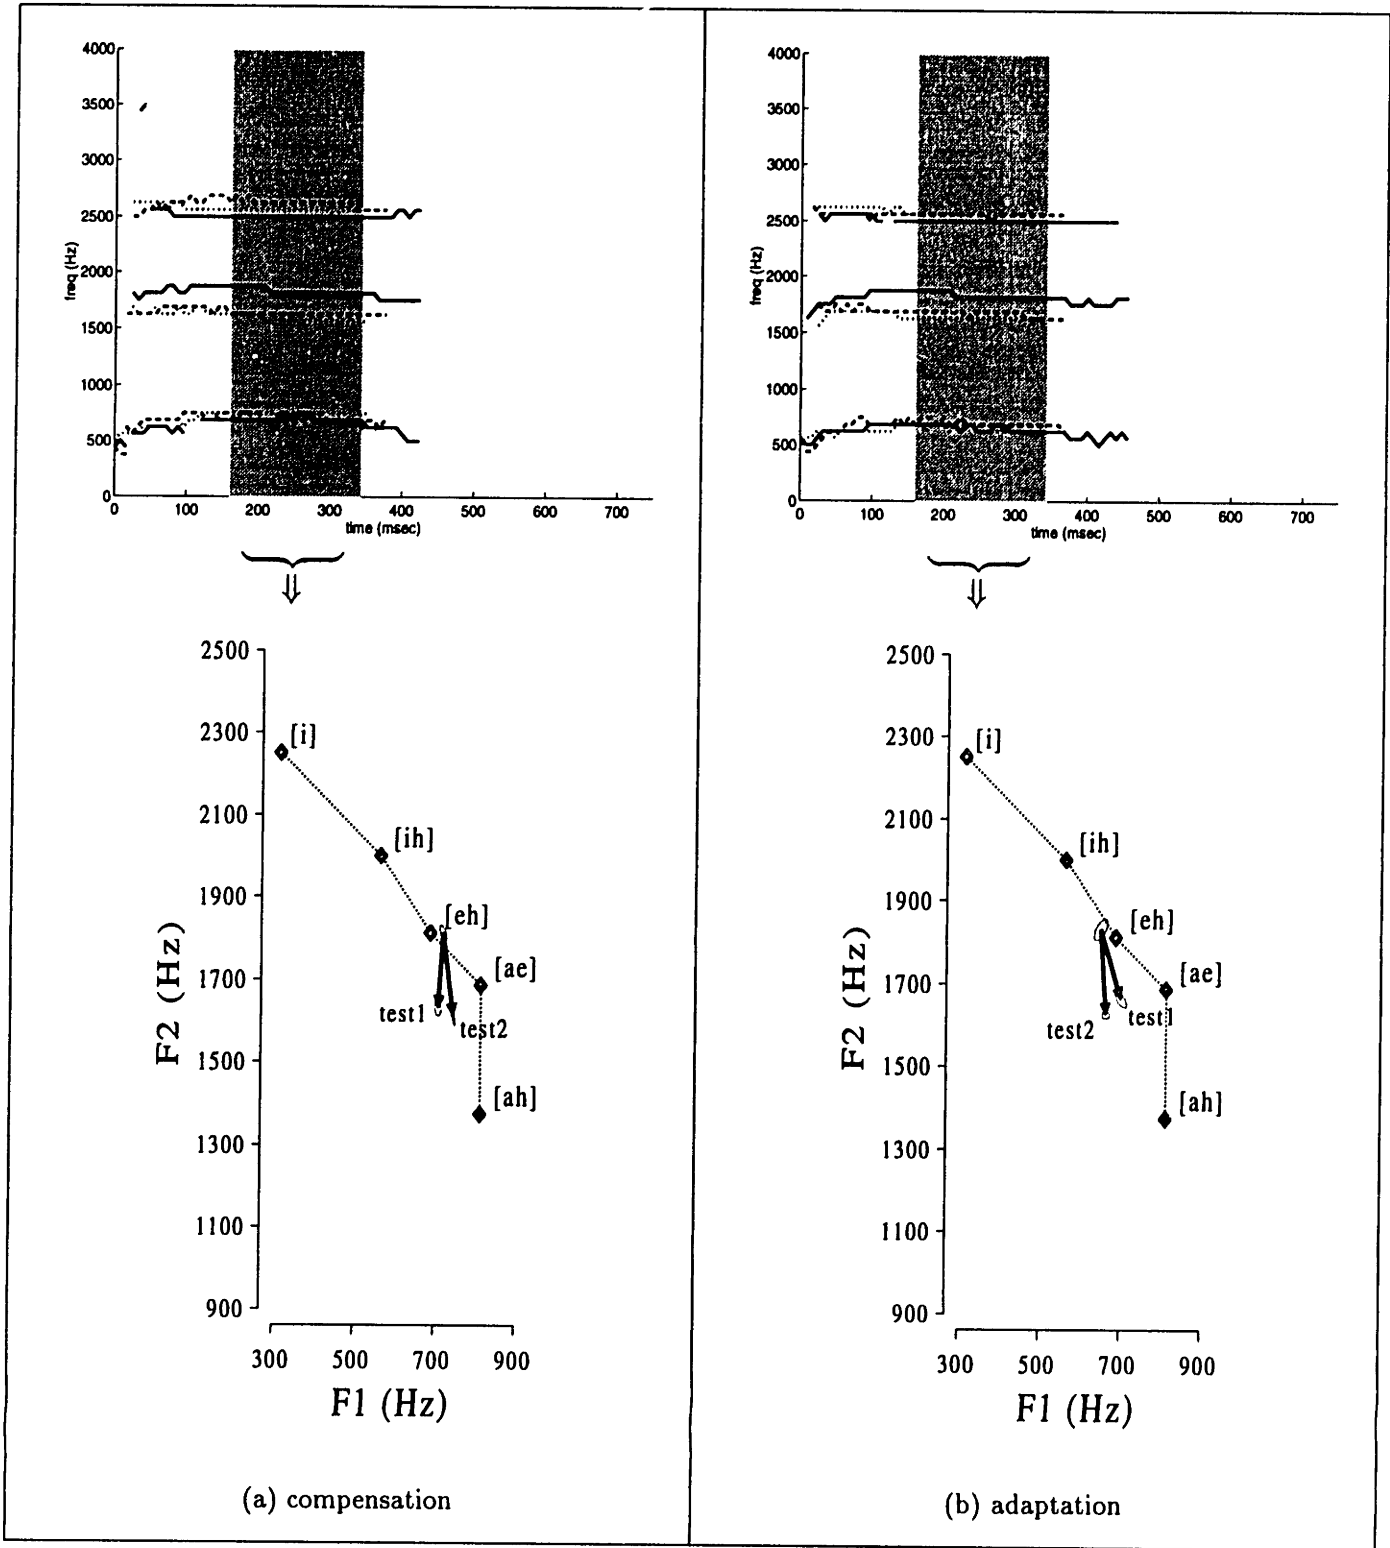 4000
3500
3000
2500
2000
1500
1000
500
0
freq (Hz)
0 100 200 300 400 500 600 700
time (msec)
2500
2300
2100
1900
1700
1500
1300
1100
900
F2 (Hz)
[i]
[ih]
[eh]
[ae]
test1
test2
[ah]
300 500 700 900
F1 (Hz)
(a) compensation
4000
3500
3000
2500
2000
1500
1000
500
0
freq (Hz)
0 100 200 300 400 500 600 700
time (msec)
2500
2300
2100
1900
1700
1500
1300
1100
900
F2 (Hz)
[i]
[ih]
[eh]
[ae]
test2
test1
[ah]
300 500 700 900
F1 (Hz)
(b) adaptation